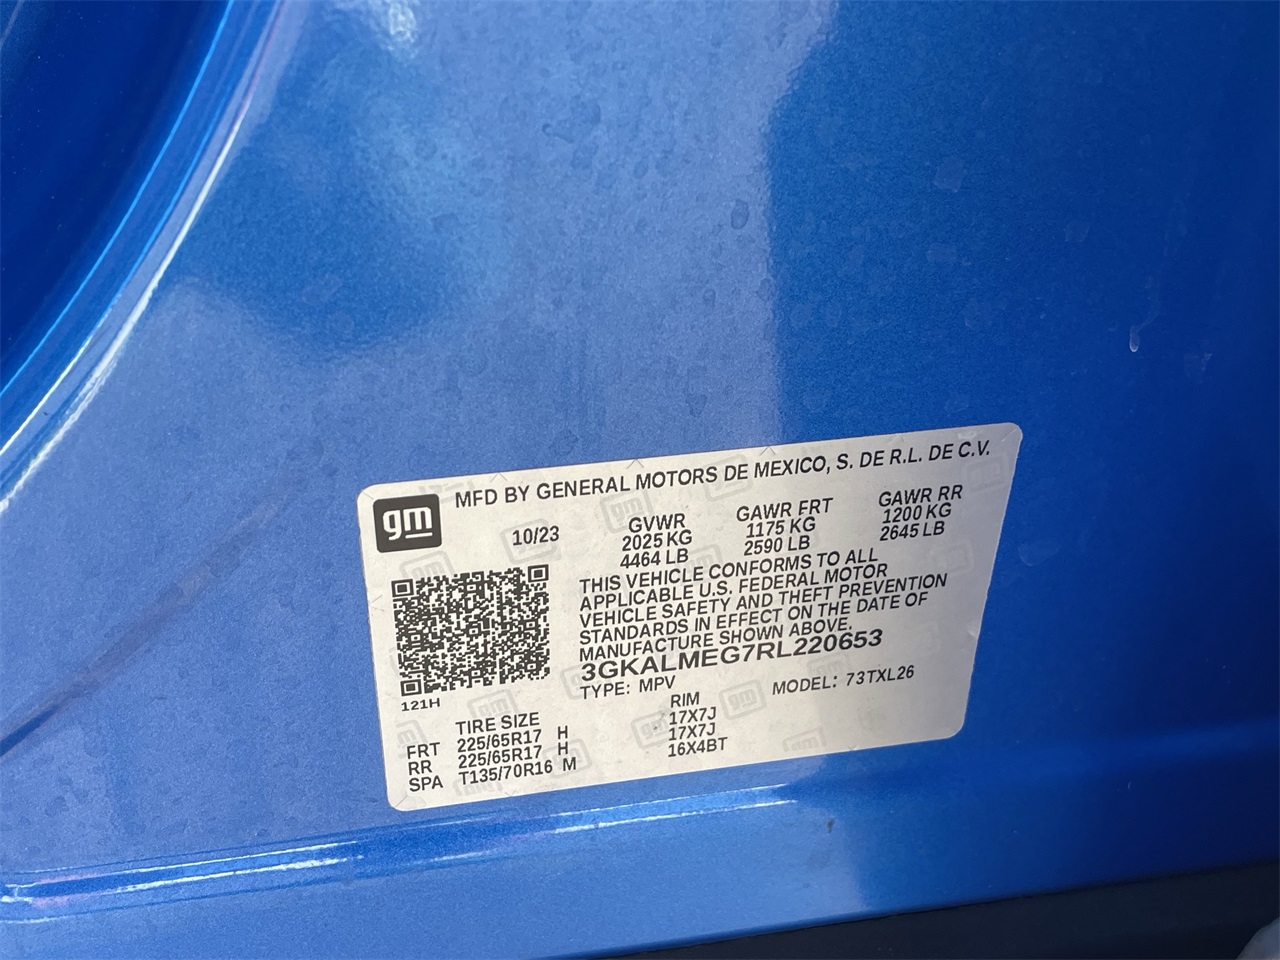 gm
MFD BY GENERAL MOTORS DE MEXICO, S. DE R.L. DE C.V.
10/23 GVWR GAWR FRT GAWR RR
2025 KG 1175 KG 1200 KG
4464 LB 2590 LB 2645 LB
THIS VEHICLE CONFORMS TO ALL
APPLICABLE U.S. FEDERAL MOTOR
VEHICLE SAFETY AND THEFT PREVENTION
STANDARDS IN EFFECT ON THE DATE OF
MANUFACTURE SHOWN ABOVE.
3GKALMEG7RL220653
TYPE: MPV MODEL: 73TXL26
121H
TIRE SIZE RIM
FRT 225/65R17 H 17X7J
RR 225/65R17 H 17X7J
SPA T135/70R16 M 16X4BT